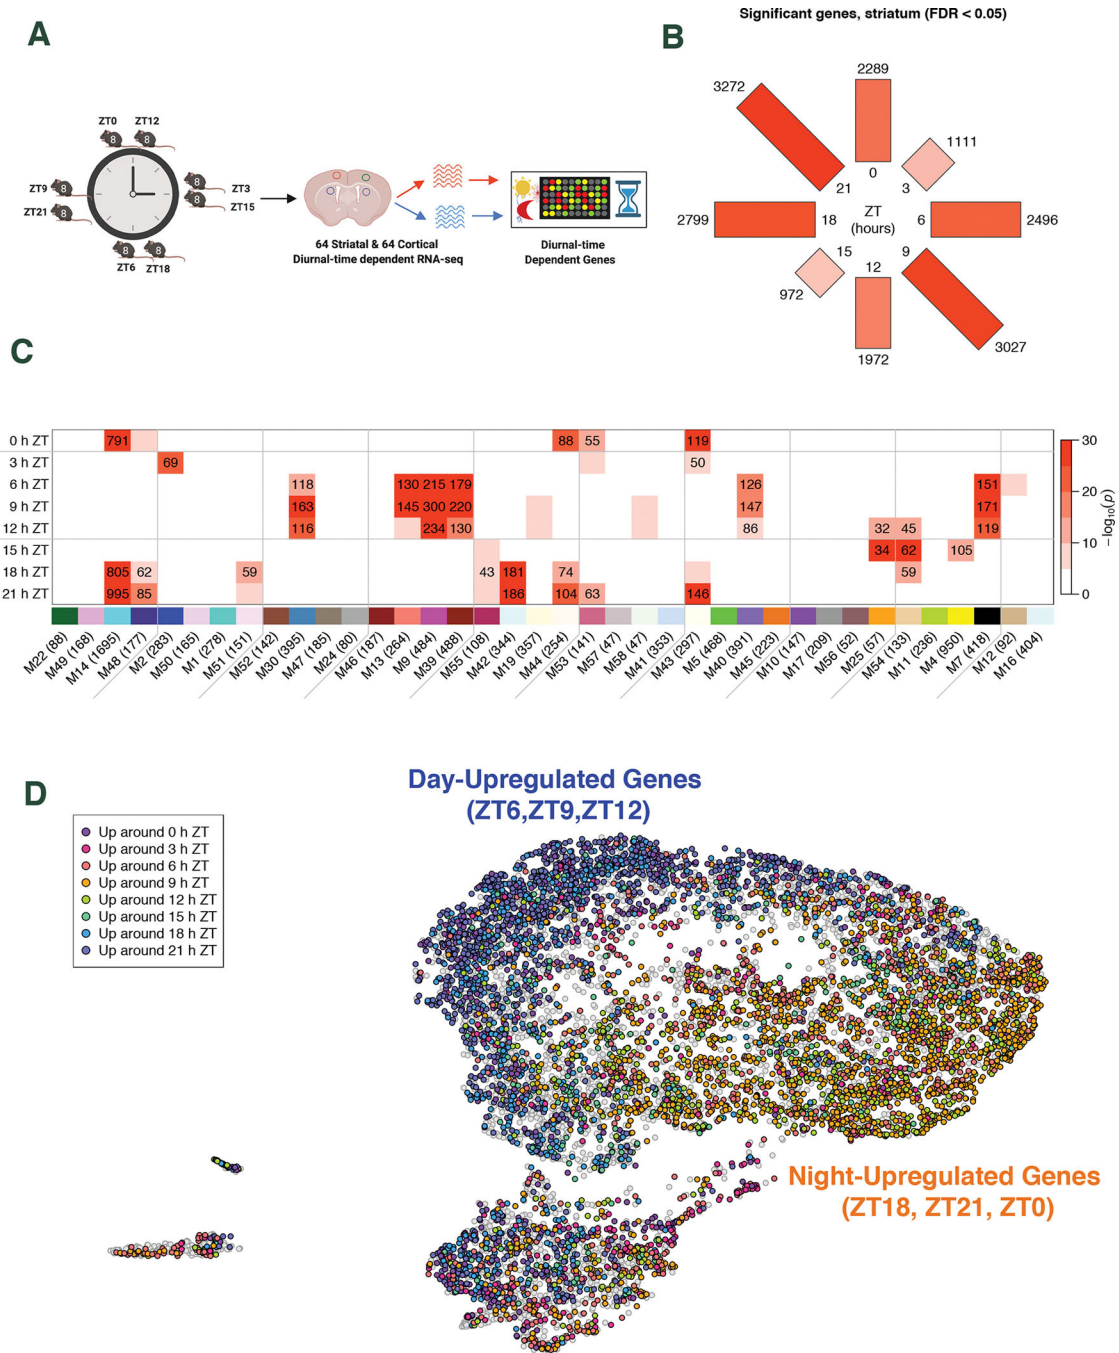 A
ZT0 ZT12
8 8
ZT9 8
ZT21 8
8 ZT3
8 ZT15
8 8
ZT6 ZT18
64 Striatal & 64 Cortical
Diurnal-time dependent RNA-seq
Diurnal-time
Dependent Genes
B
Significant genes, striatum (FDR < 0.05)
2289
3272
1111
0
21
3
2799
18
ZT
(hours)
6
2496
15
12
9
972
1972
3027
C
0 h ZT 791 88 55 119
3 h ZT 69 50
6 h ZT 118 130 215 179 126 151
9 h ZT 163 145 300 220 147 171
12 h ZT 116 234 130 86 32 45 119
15 h ZT 34 62 105
18 h ZT 805 62 59 43 181 74 59
21 h ZT 995 85 186 104 63 146
30
20
10
0
−log10(p)
M22 (88)
M49 (168)
M14 (1695)
M48 (177)
M2 (283)
M50 (165)
M1 (278)
M51 (151)
M52 (142)
M30 (395)
M47 (185)
M24 (80)
M46 (187)
M13 (264)
M9 (484)
M39 (488)
M55 (108)
M42 (344)
M19 (357)
M44 (254)
M53 (141)
M57 (47)
M58 (47)
M41 (353)
M43 (297)
M5 (468)
M40 (391)
M45 (223)
M10 (147)
M17 (209)
M56 (52)
M25 (57)
M54 (133)
M11 (236)
M4 (950)
M7 (418)
M12 (92)
M16 (404)
D
Day-Upregulated Genes
(ZT6,ZT9,ZT12)
Up around 0 h ZT
Up around 3 h ZT
Up around 6 h ZT
Up around 9 h ZT
Up around 12 h ZT
Up around 15 h ZT
Up around 18 h ZT
Up around 21 h ZT
Night-Upregulated Genes
(ZT18, ZT21, ZT0)